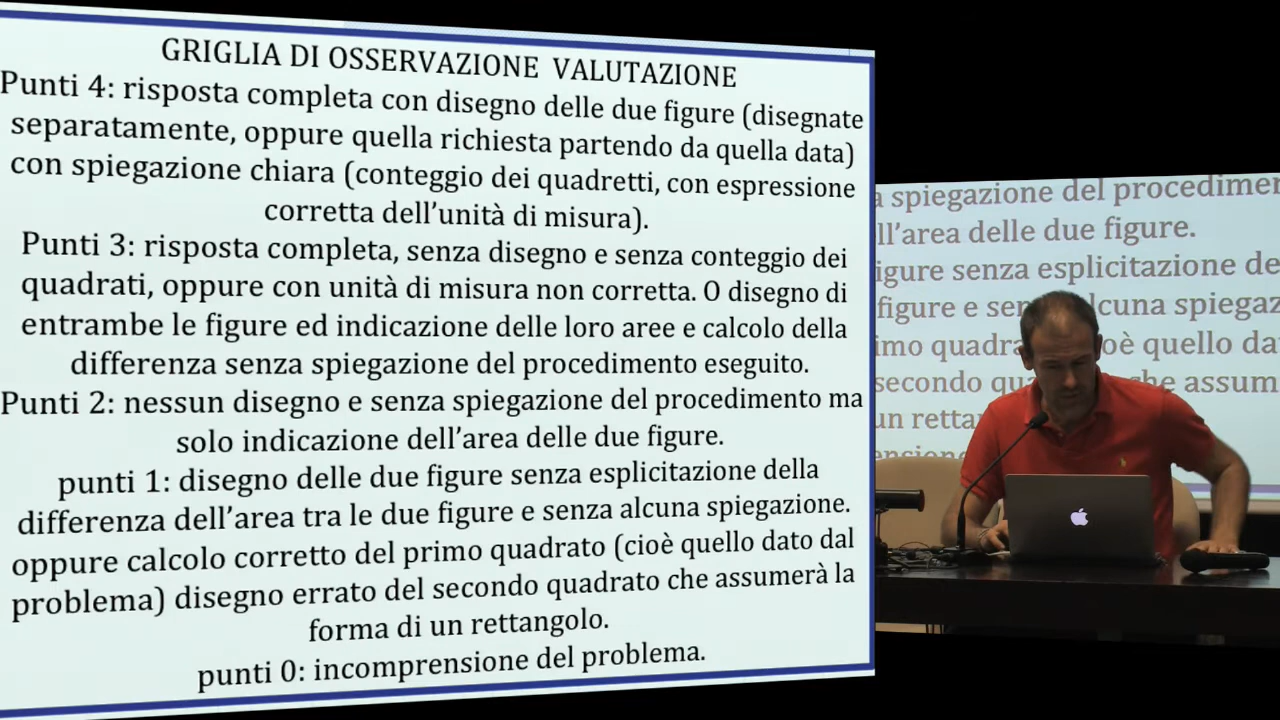 GRIGLIA DI OSSERVAZIONE VALUTAZIONE
Punti 4: risposta completa con disegno delle due figure (disegnate
separatamente, oppure quella richiesta partendo da quella data)
con spiegazione chiara (conteggio dei quadretti, con espressione
corretta dell'unità di misura).
Punti 3: risposta completa, senza disegno e senza conteggio dei
quadrati, oppure con unità di misura non corretta. O disegno di
entrambe le figure ed indicazione delle loro aree e calcolo della
differenza senza spiegazione del procedimento eseguito.
Punti 2: nessun disegno e senza spiegazione del procedimento ma
solo indicazione dell'area delle due figure.
punti 1: disegno delle due figure senza esplicitazione della
differenza dell'area tra le due figure e senza alcuna spiegazione.
oppure calcolo corretto del primo quadrato (cioè quello dato dal
problema) disegno errato del secondo quadrato che assumerà la
forma di un rettangolo.
punti 0: incomprensione del problema.
a spiegazione del procedimen
ll'area delle due figure.
igure senza esplicitazione de
figure e sen alcuna spiegaz
imo quadra oè quello da
secondo qua che assum
un retta
ensione